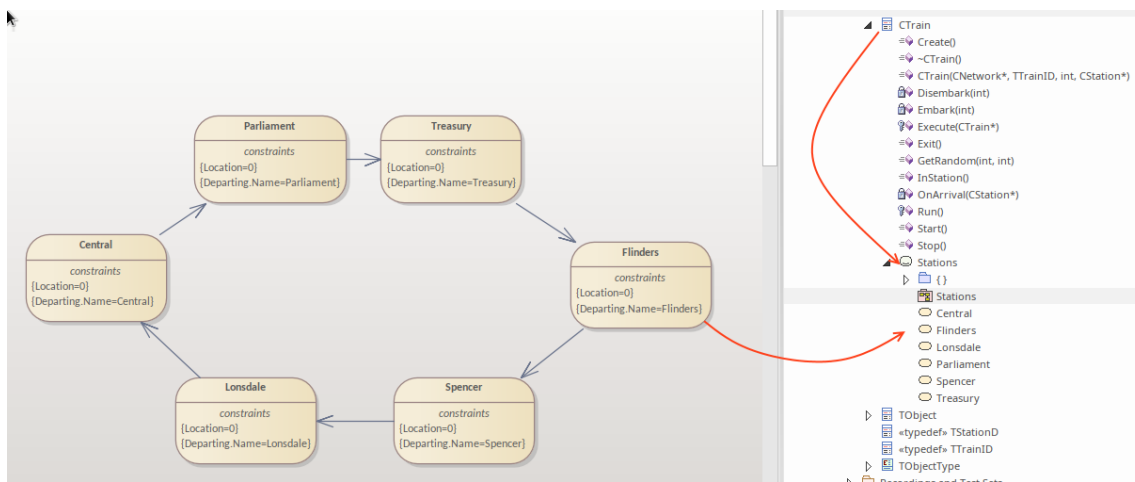 Parliament
constraints
{Location=0}
{Departing.Name=Parliament}
Treasury
constraints
{Location=0}
{Departing.Name=Treasury}
Central
constraints
{Location=0}
{Departing.Name=Central}
Flinders
constraints
{Location=0}
{Departing.Name=Flinders}
Lonsdale
constraints
{Location=0}
{Departing.Name=Lonsdale}
Spencer
constraints
{Location=0}
{Departing.Name=Spencer}
CTrain
Create()
~CTrain()
CTrain(CNetwork*, TTrainID, int, CStation*)
Disembark(int)
Embark(int)
Execute(CTrain*)
Exit()
GetRandom(int, int)
InStation()
OnArrival(CStation*)
Run()
Start()
Stop()
Stations
{ }
Stations
Central
Flinders
Lonsdale
Parliament
Spencer
Treasury
TObject
«typedef» TStationD
«typedef» TTrainID
TObjectType
Recordings and Test Sets